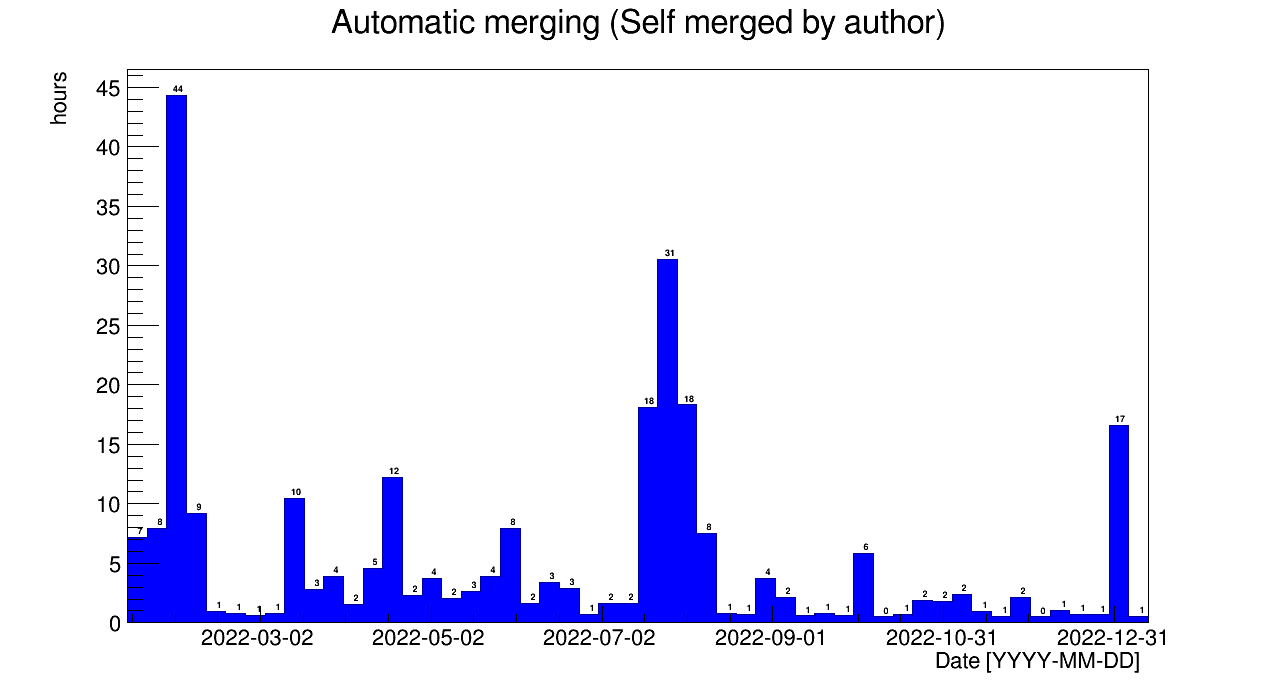 Automatic merging (Self merged by author)
hours
45
40
35
30
25
20
15
10
5
0
7 8 44 9 1 1 1 1 10 3 4 2 5 12 2 4 2 3 4 8 2 3 3 1 2 2 18 31 18 8 1 1 4 2 1 1 1 6 0 1 2 2 2 1 1 2 0 1 1 1 17 1
2022-03-02 2022-05-02 2022-07-02 2022-09-01 2022-10-31 2022-12-31
Date [YYYY-MM-DD]